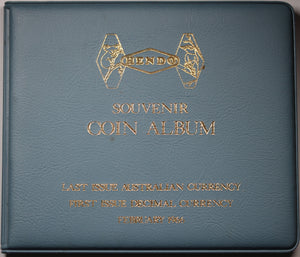 SOUVENIR
COIN ALBUM
LAST ISSUE AUSTRALIAN CURRENCY
FIRST ISSUE DECIMAL CURRENCY
FEBRUARY 1966